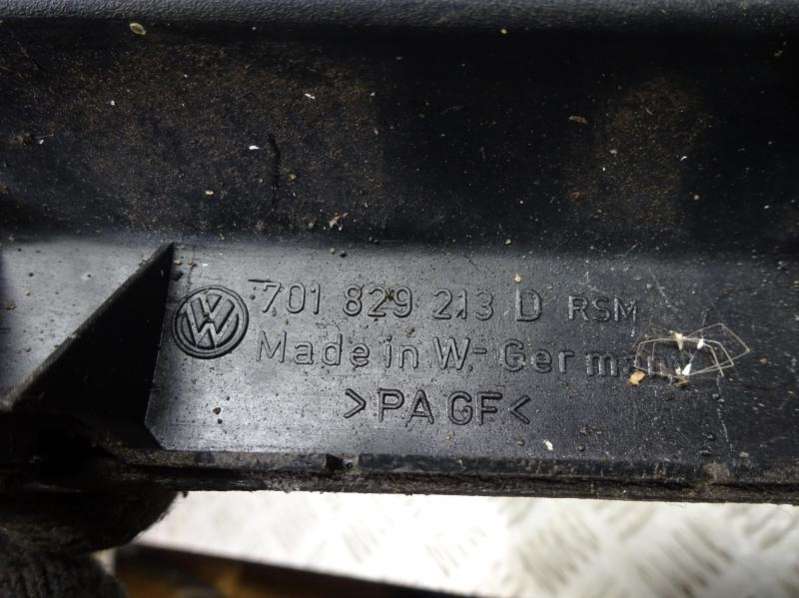 701 829 213 D RSM
Made in W.-Germany
>PA GF<